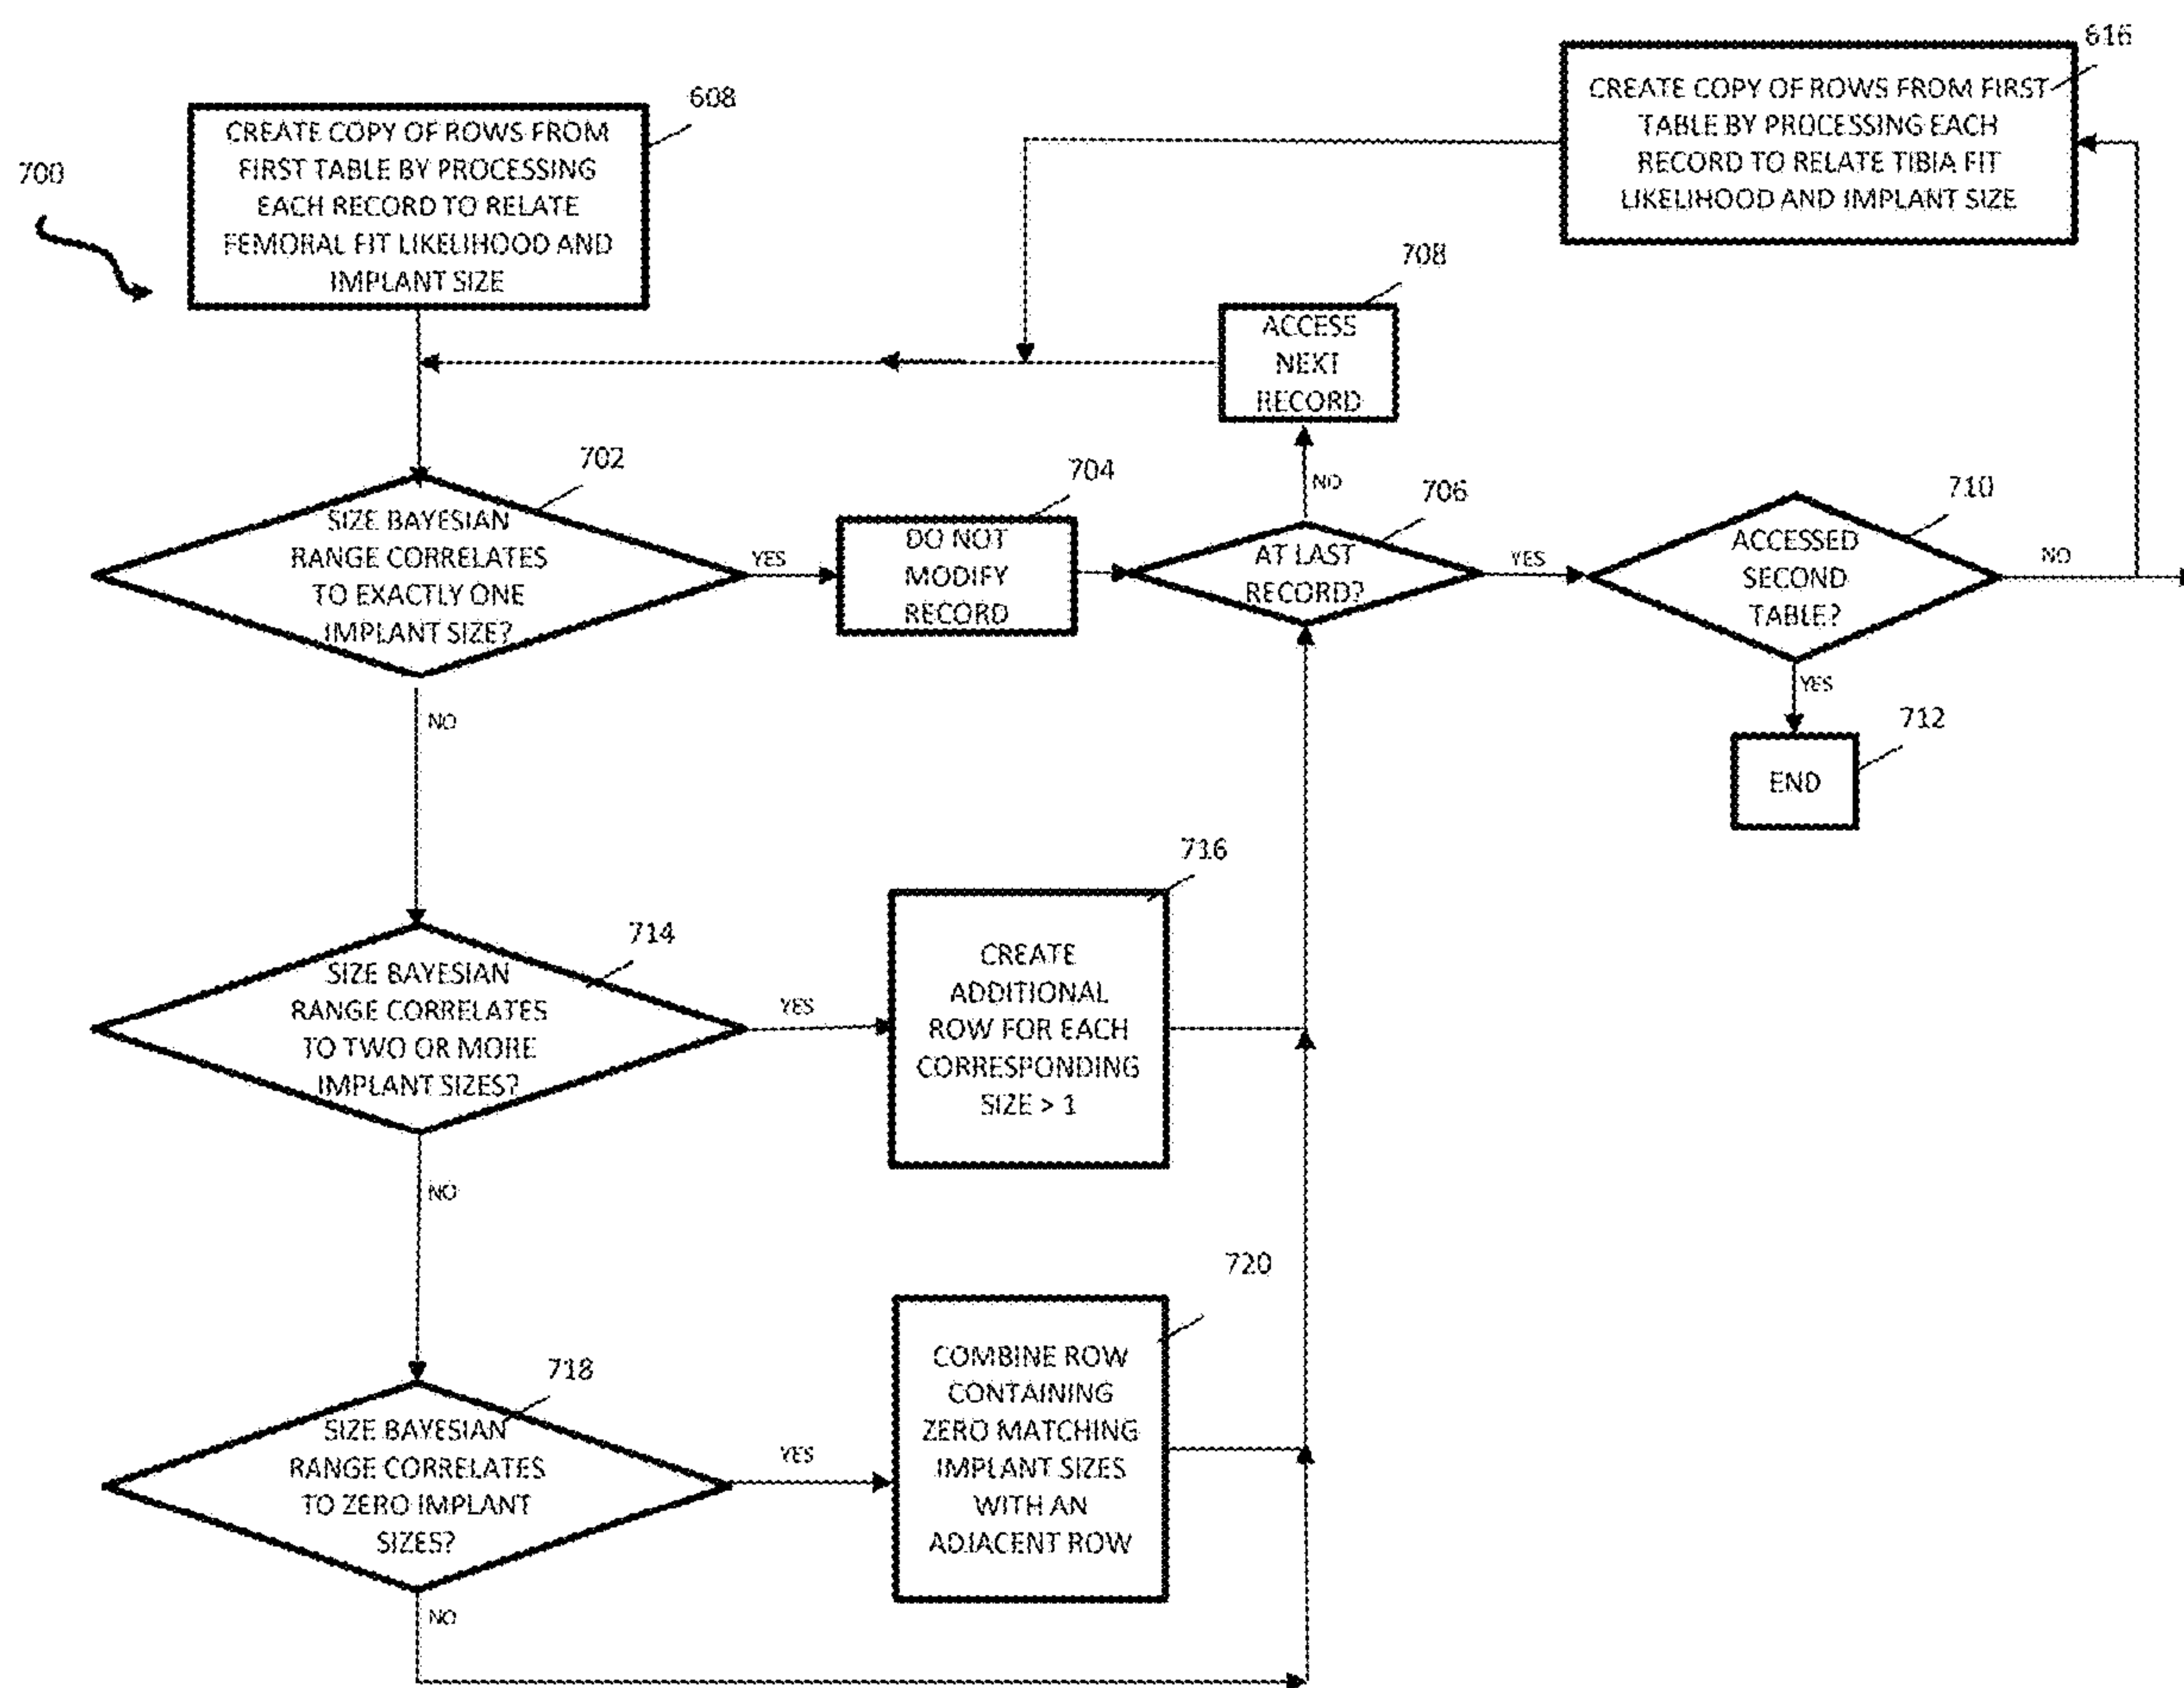 700
608
CREATE COPY OF ROWS FROM
FIRST TABLE BY PROCESSING
EACH RECORD TO RELATE
FEMORAL FIT LIKELIHOOD AND
IMPLANT SIZE
616
CREATE COPY OF ROWS FROM FIRST
TABLE BY PROCESSING EACH
RECORD TO RELATE TIBIA FIT
LIKELIHOOD AND IMPLANT SIZE
708
ACCESS
NEXT
RECORD
702
SIZE BAYESIAN
RANGE CORRELATES
TO EXACTLY ONE
IMPLANT SIZE?
YES
NO
704
DO NOT
MODIFY
RECORD
706
AT LAST
RECORD?
NO
YES
710
ACCESSED
SECOND
TABLE?
NO
YES
712
END
714
SIZE BAYESIAN
RANGE CORRELATES
TO TWO OR MORE
IMPLANT SIZES?
YES
NO
716
CREATE
ADDITIONAL
ROW FOR EACH
CORRESPONDING
SIZE > 1
718
SIZE BAYESIAN
RANGE CORRELATES
TO ZERO IMPLANT
SIZES?
YES
NO
720
COMBINE ROW
CONTAINING
ZERO MATCHING
IMPLANT SIZES
WITH AN
ADJACENT ROW